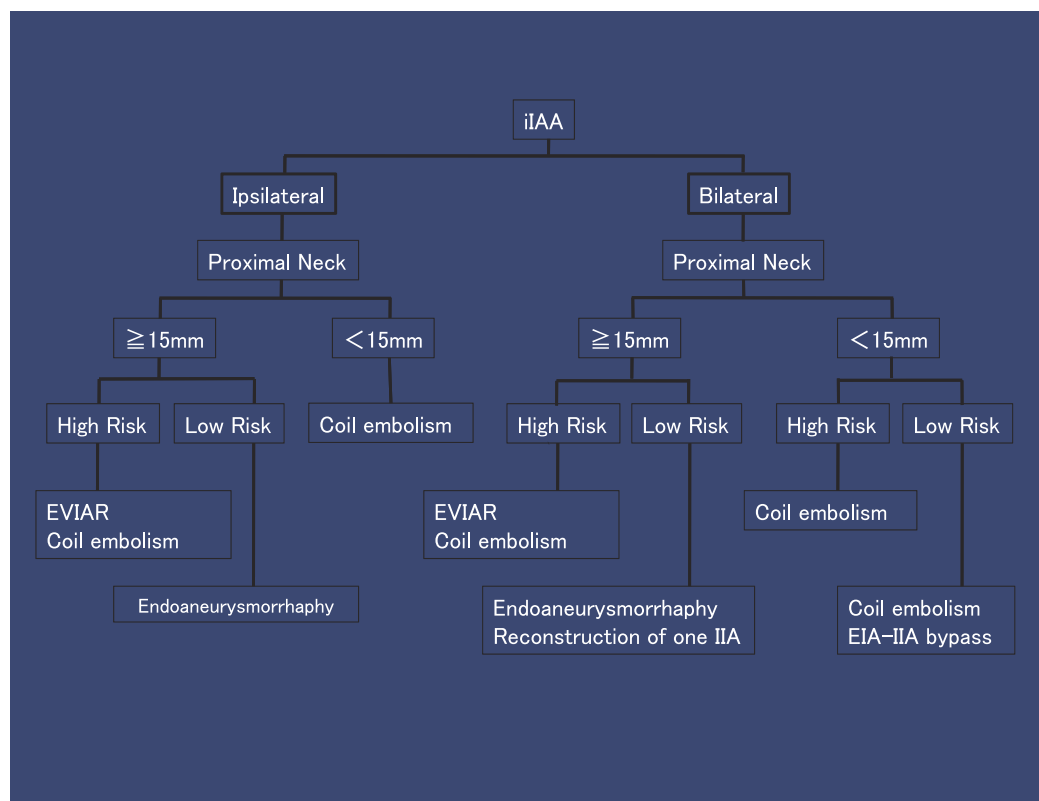 iIAA
Ipsilateral
Bilateral
Proximal Neck
Proximal Neck
≧15mm
<15mm
≧15mm
<15mm
High Risk
Low Risk
Coil embolism
High Risk
Low Risk
High Risk
Low Risk
EVIAR
Coil embolism
EVIAR
Coil embolism
Coil embolism
Endoaneurysmorrhaphy
Endoaneurysmorrhaphy
Reconstruction of one IIA
Coil embolism
EIA-IIA bypass